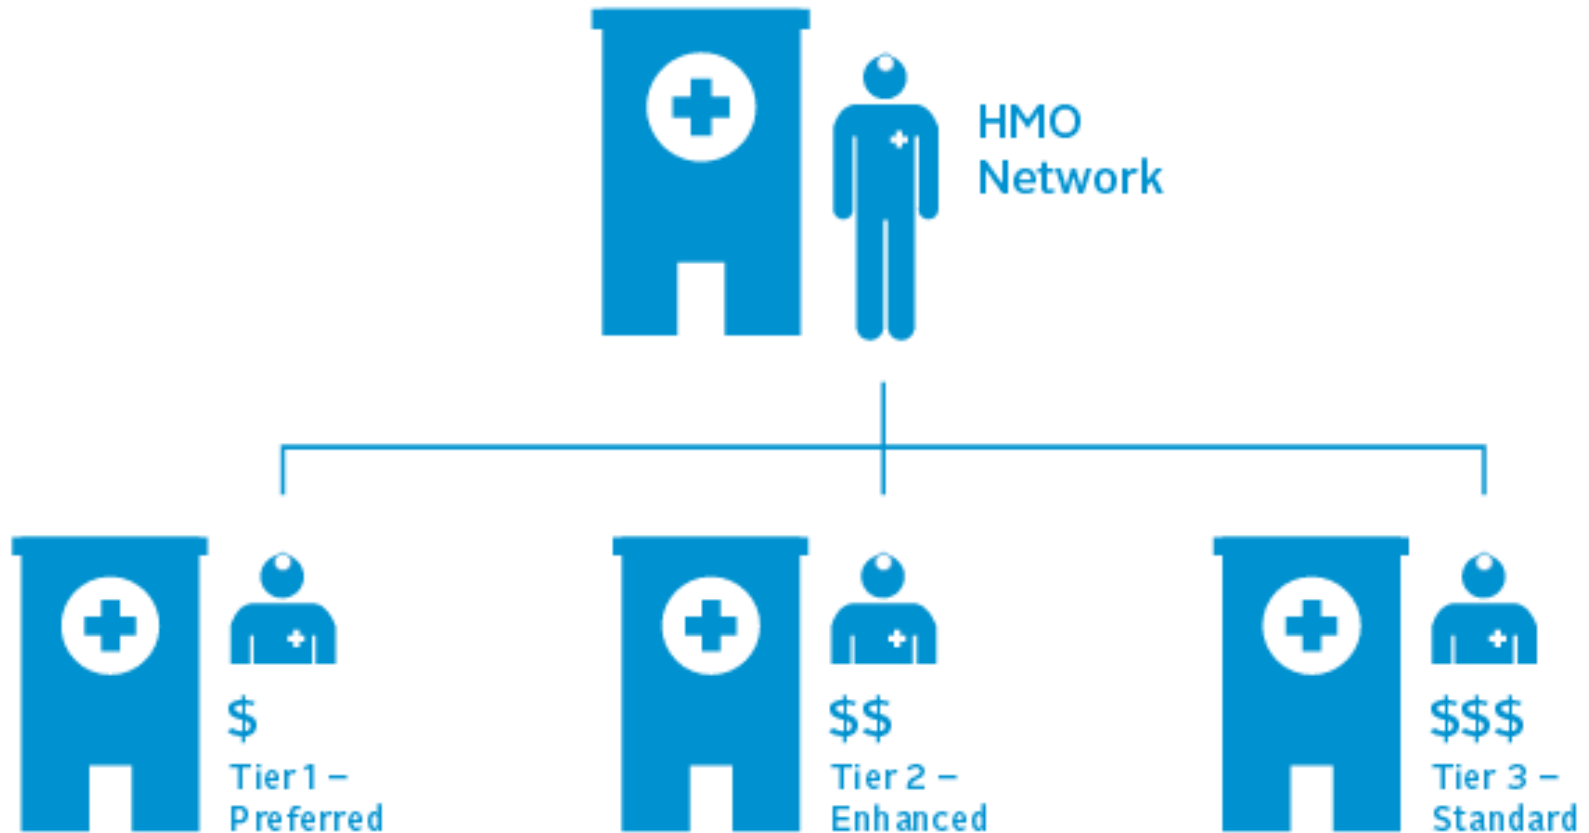 HMO
Network
$
Tier 1 –
Preferred
$$
Tier 2 –
Enhanced
$$$
Tier 3 –
Standard